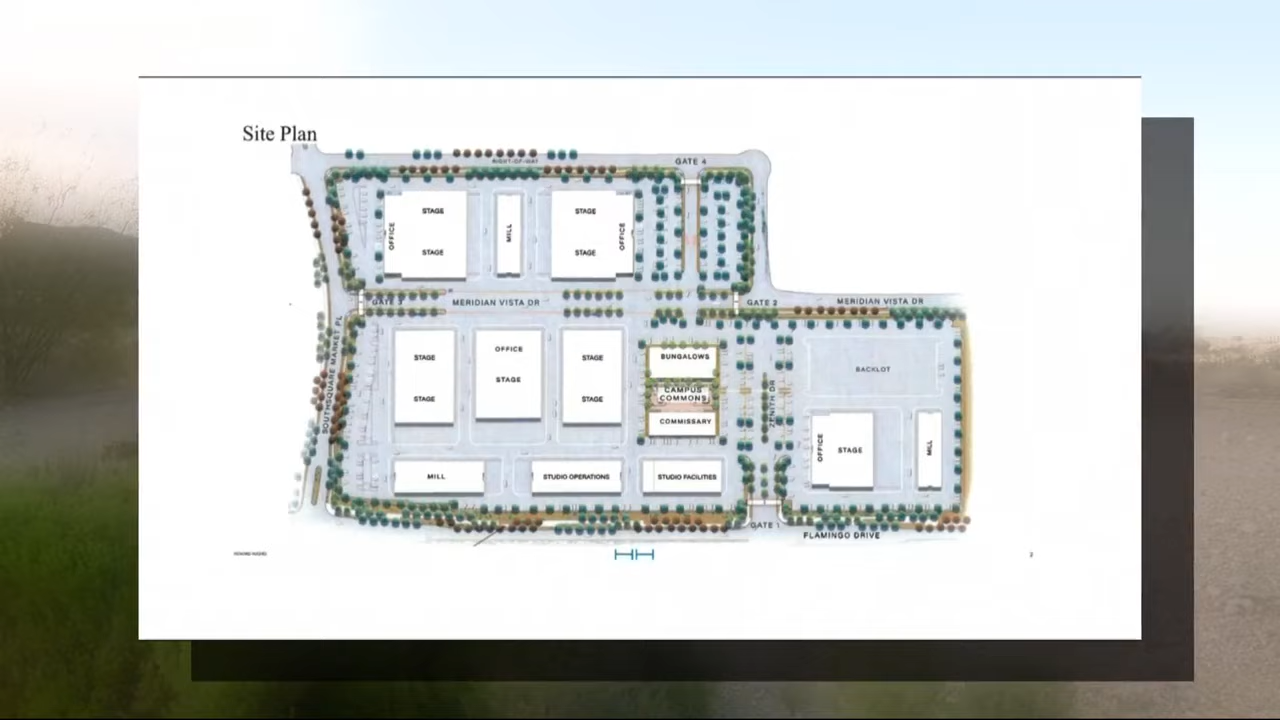 Site Plan
RIGHT-OF-WAY
GATE 4
OFFICE
STAGE
STAGE
MILL
STAGE
STAGE
OFFICE
GATE 3
MERIDIAN VISTA DR
GATE 2
MERIDIAN VISTA DR
SOUTHSQUARE MARKET PL
STAGE
STAGE
OFFICE
STAGE
STAGE
STAGE
BUNGALOWS
CAMPUS
COMMONS
COMMISSARY
ZENITH DR
BACKLOT
OFFICE
STAGE
MILL
MILL
STUDIO OPERATIONS
STUDIO FACILITIES
GATE 1
FLAMINGO DRIVE
2